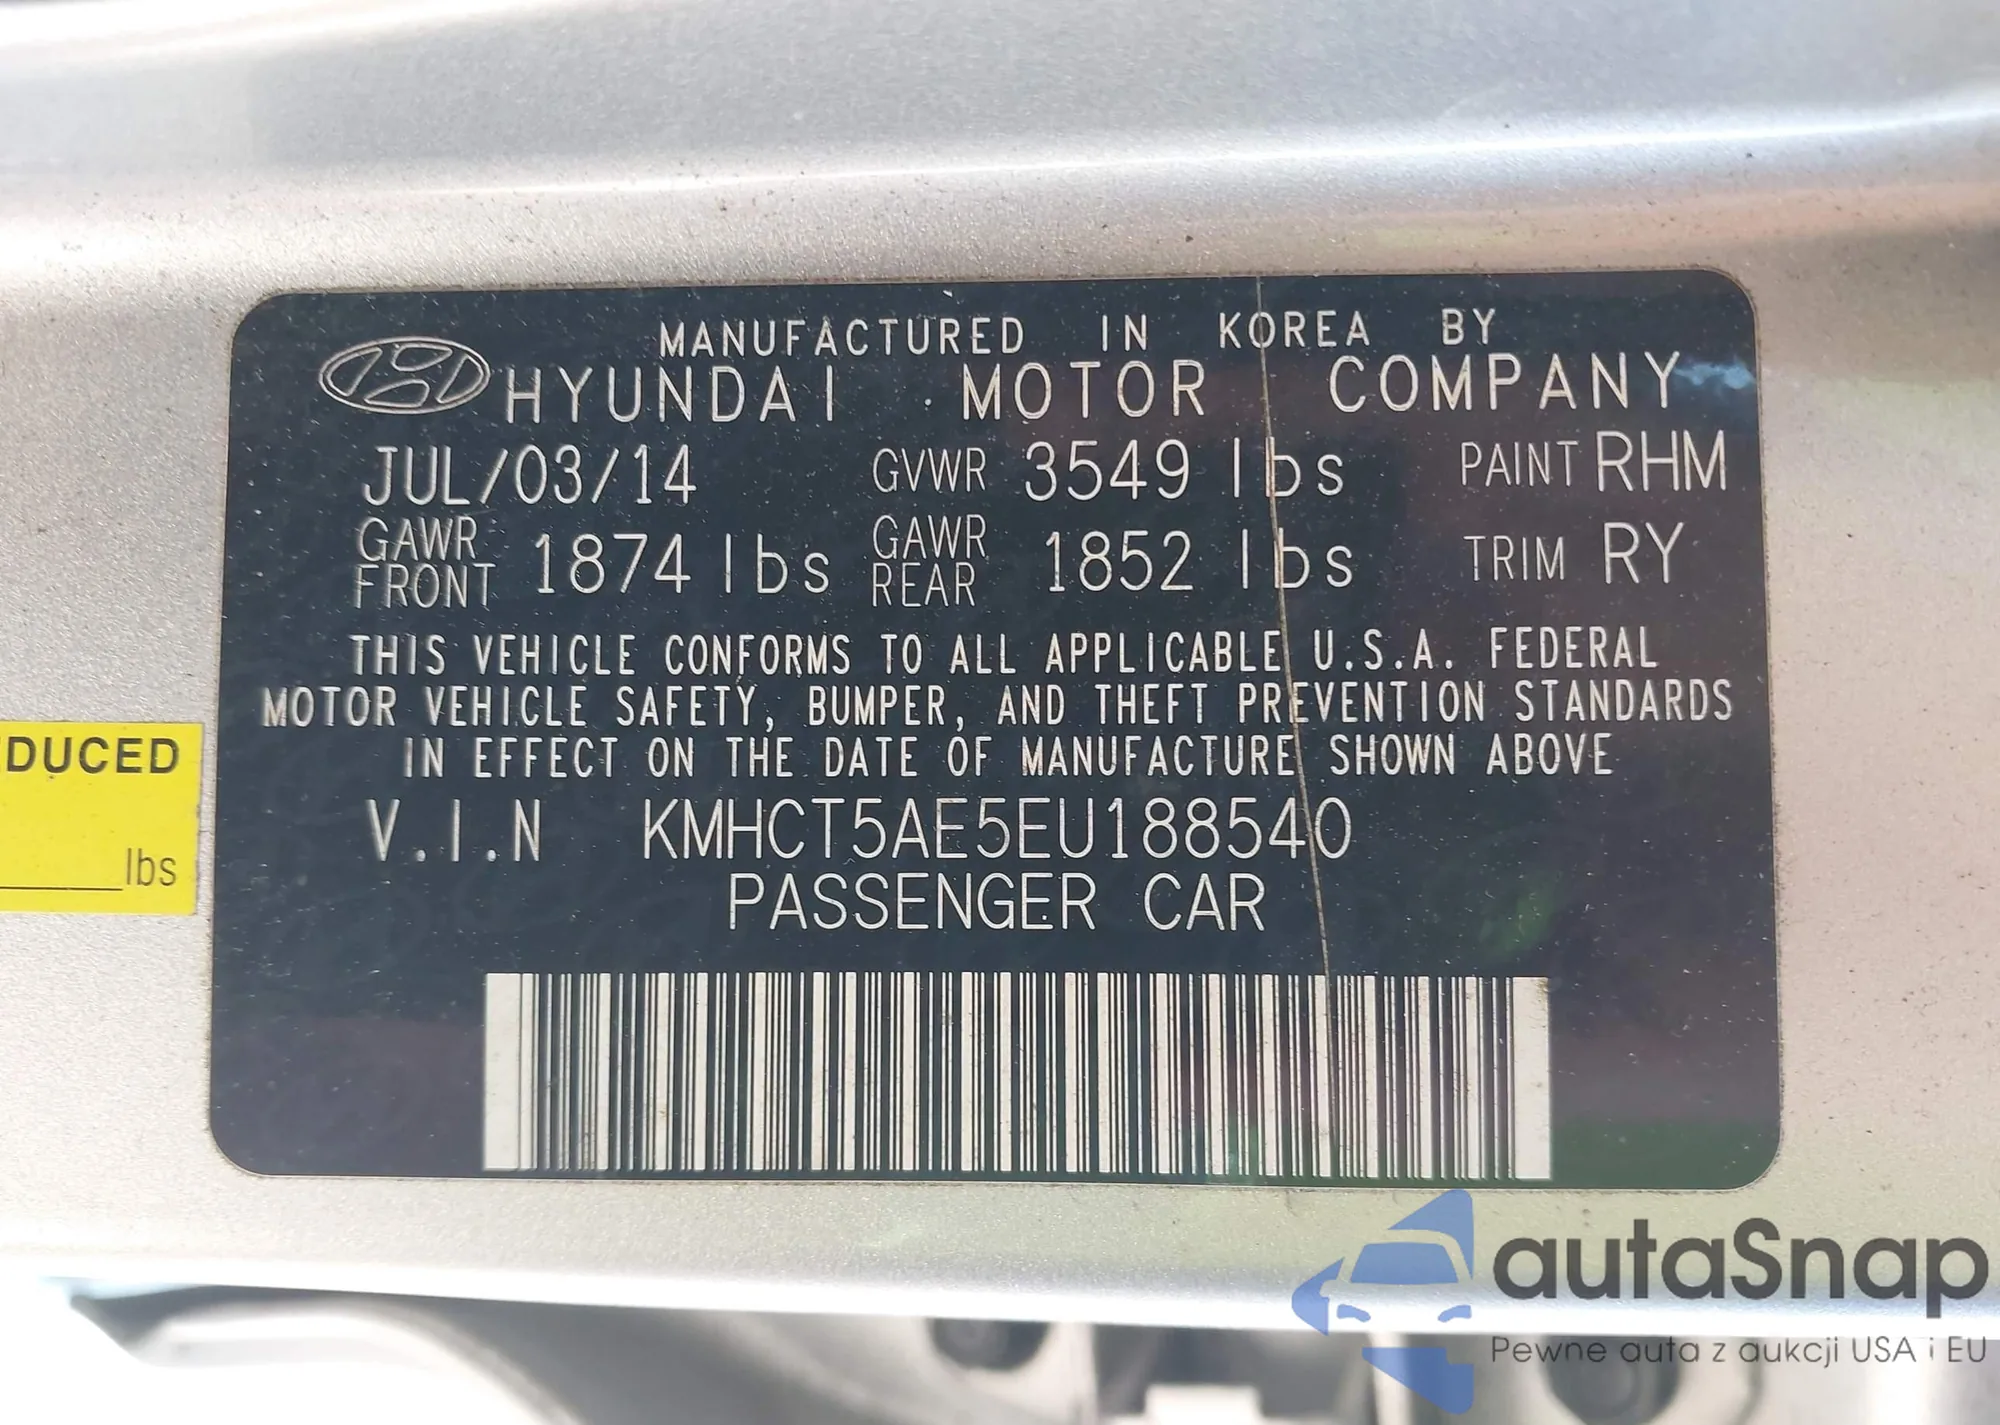 MANUFACTURED IN KOREA BY
HYUNDAI MOTOR COMPANY
JUL/03/14 GVWR 3549 lbs PAINT RHM
GAWR FRONT 1874 lbs GAWR REAR 1852 lbs TRIM RY
THIS VEHICLE CONFORMS TO ALL APPLICABLE U.S.A. FEDERAL
MOTOR VEHICLE SAFETY, BUMPER, AND THEFT PREVENTION STANDARDS
IN EFFECT ON THE DATE OF MANUFACTURE SHOWN ABOVE
V.I.N KMHCT5AE5EU188540
PASSENGER CAR
DUCED
lbs
autaSnap
Pewne auta z aukcji USA i EU